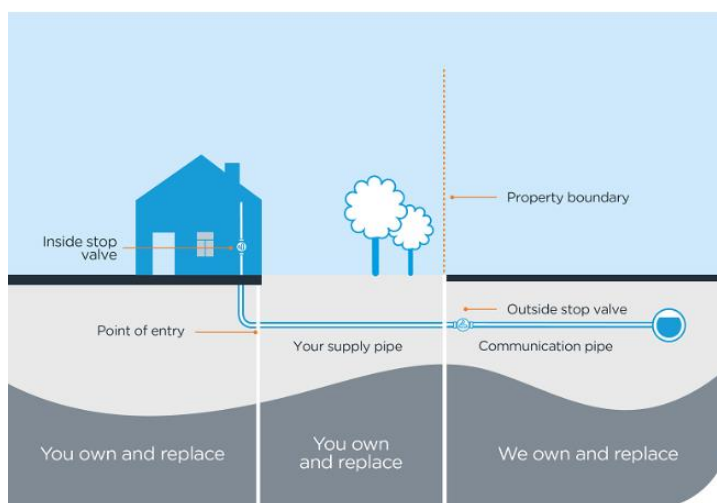 Property boundary
Inside stop
valve
Outside stop valve
Point of entry
Your supply pipe
Communication pipe
You own and replace
You own
and replace
We own and replace